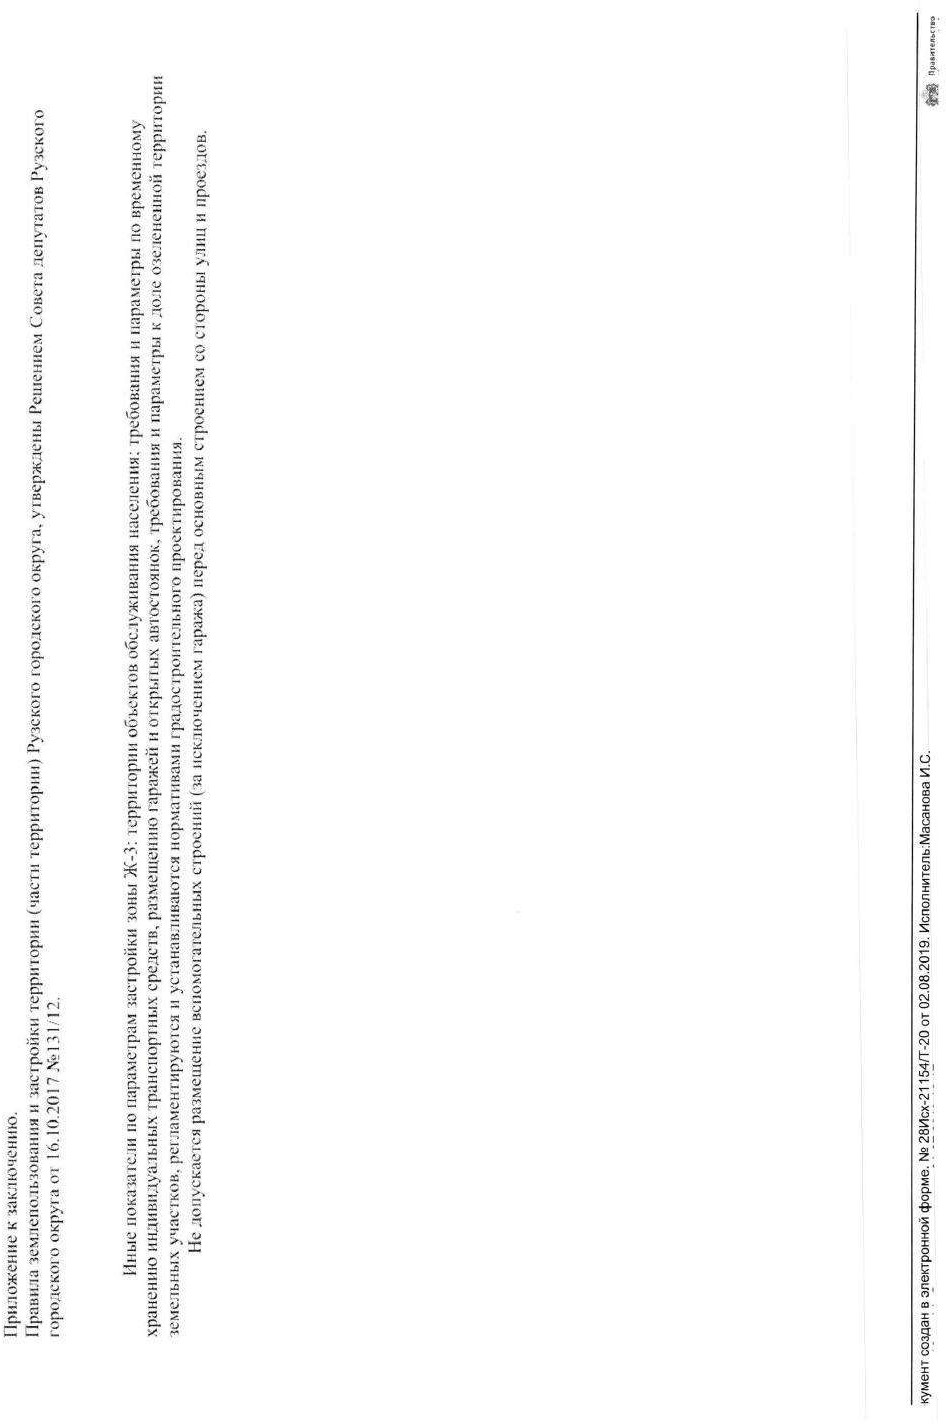 Приложение к заключению.
Правила землепользования и застройки территории (части территории) Рузского городского округа, утверждены Решением Совета депутатов Рузского
городского округа от 16.10.2017 №131/12.
Иные показатели по параметрам застройки зоны Ж-3: территории объектов обслуживания населения; требования и параметры по временному
хранению индивидуальных транспортных средств, размещению гаражей и открытых автостоянок, требования и параметры к доле озелененной территории
земельных участков, регламентируются и устанавливаются нормативами градостроительного проектирования.
Не допускается размещение вспомогательных строений (за исключением гаража) перед основным строением со стороны улиц и проездов.
кумент создан в электронной форме. № 28Исх-21154/Т-20 от 02.08.2019. Исполнитель:Масанова И.С.
Правительство